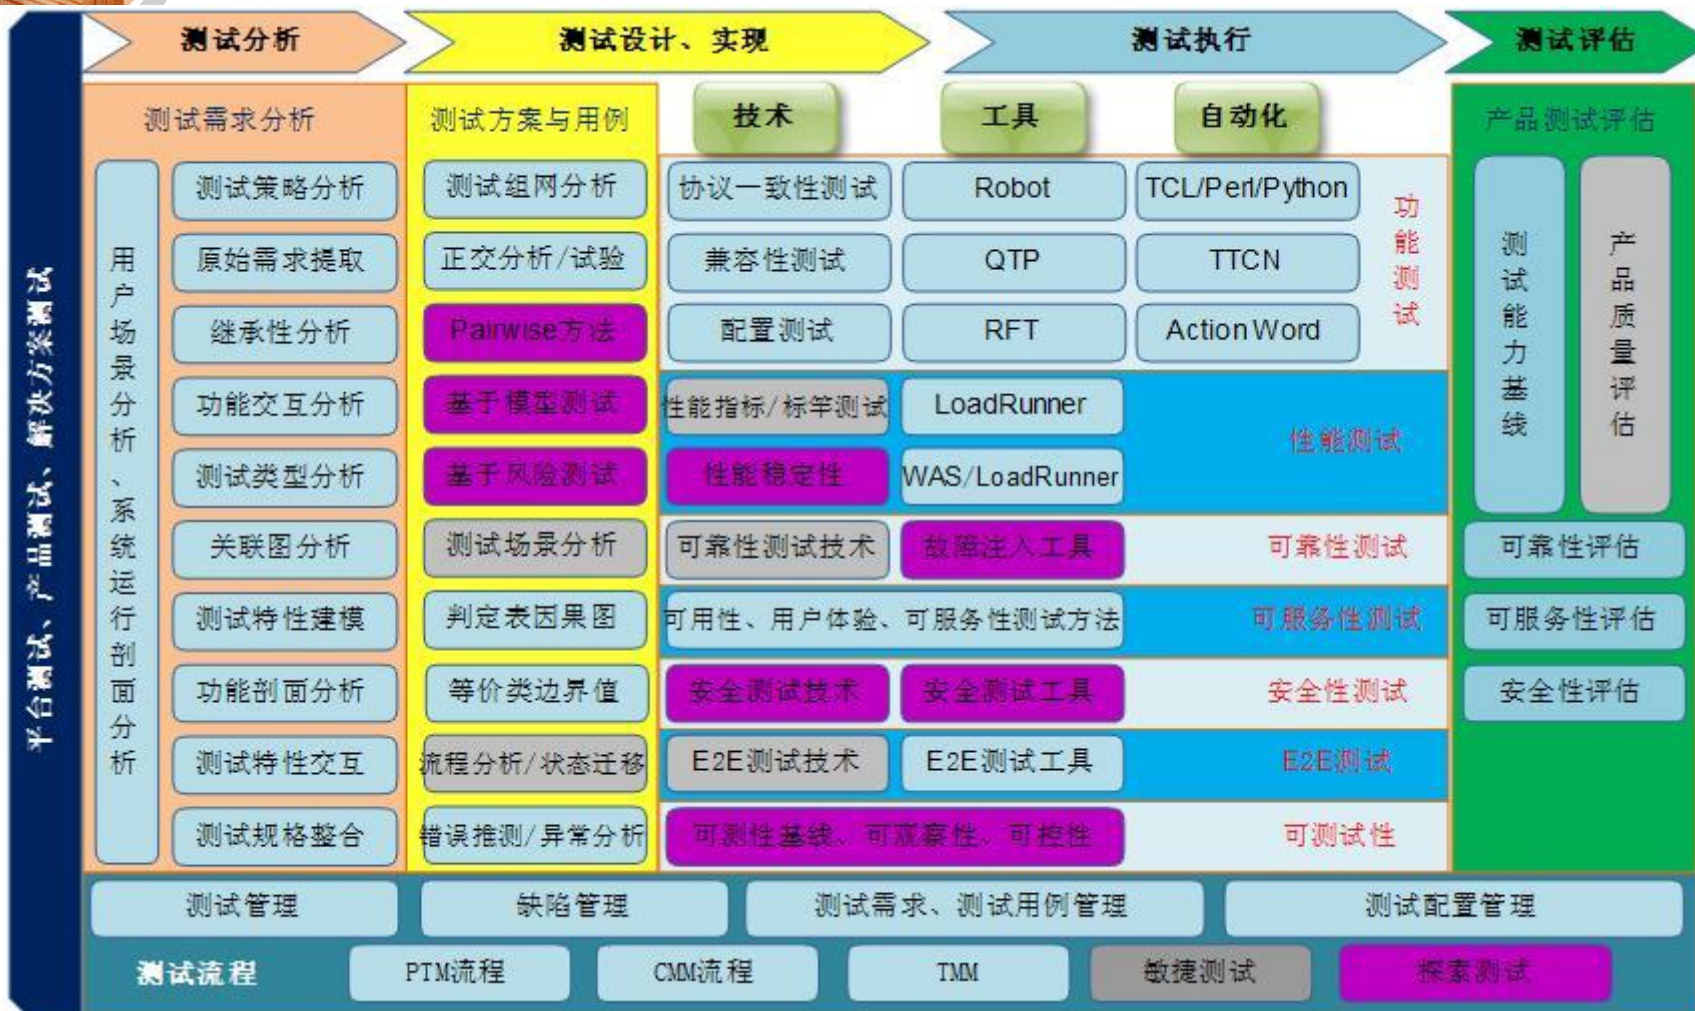 测试分析
测试设计、实现
测试执行
测试评估
平台测试、产品测试、解决方案测试
测试需求分析
测试方案与用例
技术
工具
自动化
产品测试评估
用户场景分析、系统运行剖面分析
测试策略分析
原始需求提取
继承性分析
功能交互分析
测试类型分析
关联图分析
测试特性建模
功能剖面分析
测试特性交互
测试规格整合
测试组网分析
正交分析/试验
Pairwise方法
基于模型测试
基于风险测试
测试场景分析
判定表因果图
等价类边界值
流程分析/状态迁移
错误推测/异常分析
协议一致性测试
Robot
TCL/Perl/Python
兼容性测试
QTP
TTCN
配置测试
RFT
Action Word
功能测试
性能指标/标竿测试
LoadRunner
性能稳定性
WAS/LoadRunner
性能测试
可靠性测试技术
故障注入工具
可靠性测试
可用性、用户体验、可服务性测试方法
可服务性测试
安全测试技术
安全测试工具
安全性测试
E2E测试技术
E2E测试工具
E2E测试
可测性基线、可观察性、可控性
可测试性
测试能力基线
产品质量评估
可靠性评估
可服务性评估
安全性评估
测试管理
缺陷管理
测试需求、测试用例管理
测试配置管理
测试流程
PTM流程
CMM流程
TMM
敏捷测试
探索测试